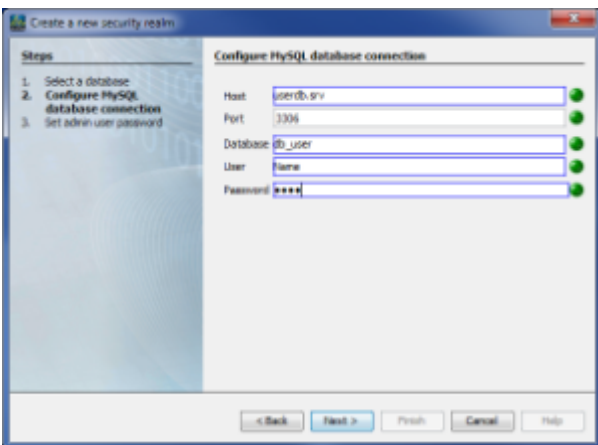 Create a new security realm
Steps
1. Select a database
2. Configure MySQL
database connection
3. Set admin user password
Configure MySQL database connection
Host userdb.srv
Port 3306
Database db_user
User Name
Password ****
< Back Next > Finish Cancel Help